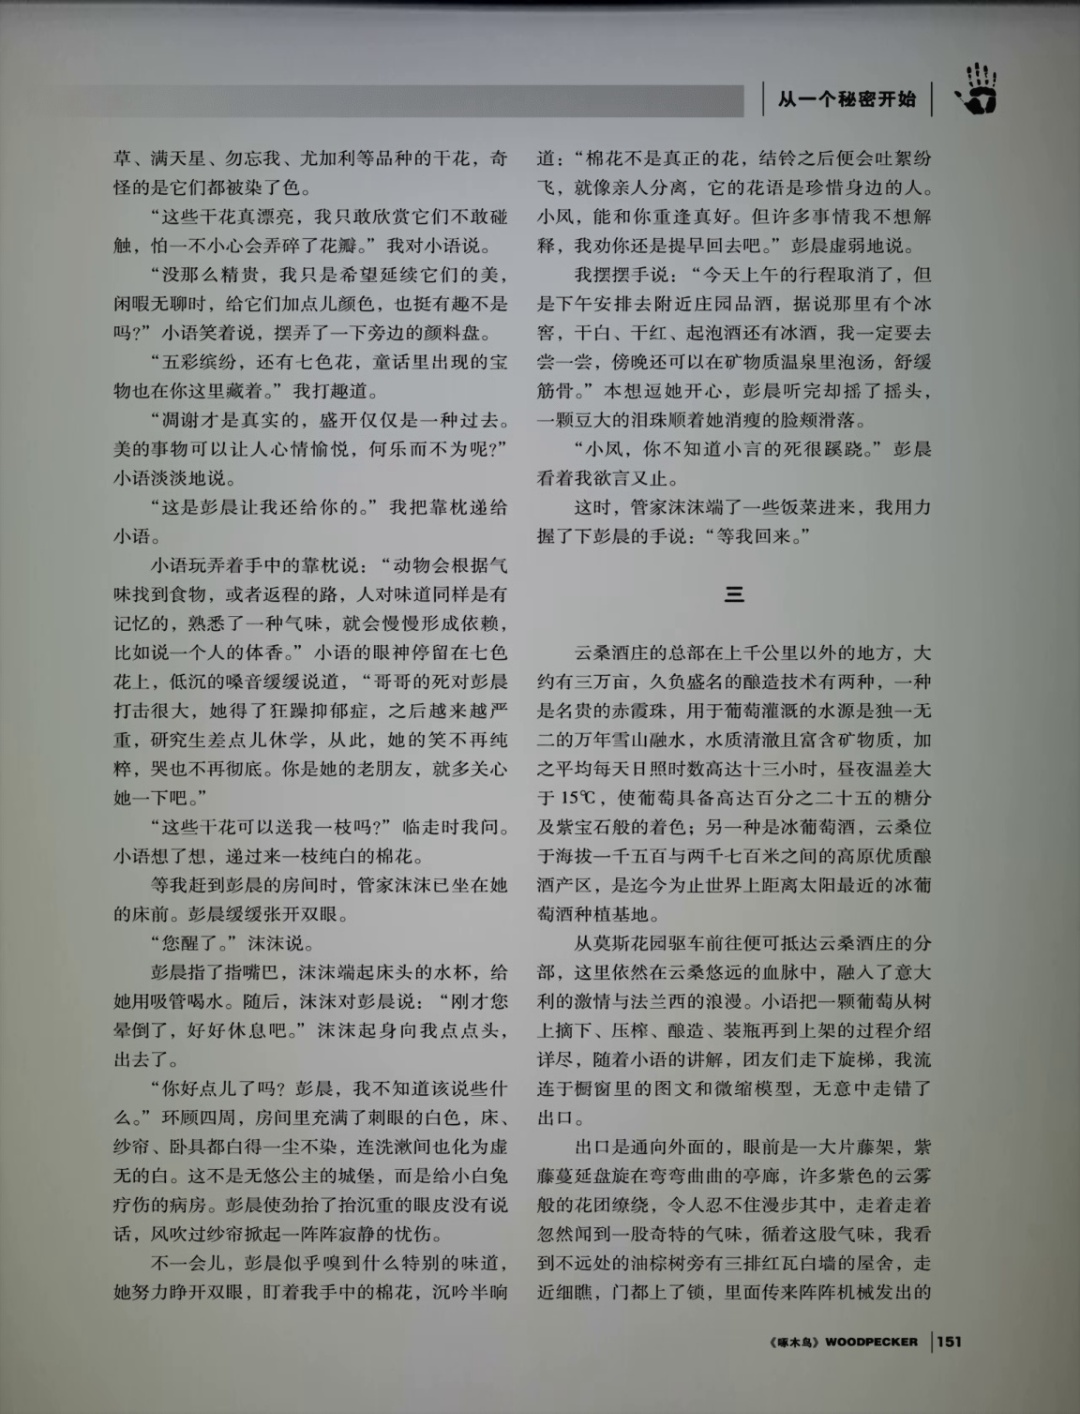 从一个秘密开始
草、满天星、勿忘我、尤加利等品种的干花，奇
怪的是它们都被染了色。
“这些干花真漂亮，我只敢欣赏它们不敢碰
触，怕一不小心会弄碎了花瓣。”我对小语说。
“没那么精贵，我只是希望延续它们的美，
闲暇无聊时，给它们加点儿颜色，也挺有趣不是
吗?”小语笑着说，摆弄了一下旁边的颜料盘。
“五彩缤纷，还有七色花，童话里出现的宝
物也在你这里藏着。”我打趣道。
“凋谢才是真实的，盛开仅仅是一种过去。
美的事物可以让人心情愉悦，何乐而不为呢?”
小语淡淡地说。
“这是彭晨让我还给你的。”我把靠枕递给
小语。
小语玩弄着手中的靠枕说：“动物会根据气
味找到食物，或者返程的路，人对味道同样是有
记忆的，熟悉了一种气味，就会慢慢形成依赖，
比如说一个人的体香。”小语的眼神停留在七色
花上，低沉的嗓音缓缓说道，“哥哥的死对彭晨
打击很大，她得了狂躁抑郁症，之后越来越严
重，研究生差点儿休学，从此，她的笑不再纯
粹，哭也不再彻底。你是她的老朋友，就多关心
她一下吧。”
“这些干花可以送我一枝吗?”临走时我问。
小语想了想，递过来一枝纯白的棉花。
等我赶到彭晨的房间时，管家沫沫已坐在她
的床前。彭晨缓缓张开双眼。
“您醒了。”沫沫说。
彭晨指了指嘴巴，沫沫端起床头的水杯，给
她用吸管喝水。随后，沫沫对彭晨说：“刚才您
晕倒了，好好休息吧。”沫沫起身向我点点头，
出去了。
“你好点儿了吗？彭晨，我不知道该说些什
么。”环顾四周，房间里充满了刺眼的白色，床、
纱帘、卧具都白得一尘不染，连洗漱间也化为虚
无的白。这不是无悠公主的城堡，而是给小白兔
疗伤的病房。彭晨使劲抬了抬沉重的眼皮没有说
话，风吹过纱帘掀起一阵阵寂静的忧伤。
不一会儿，彭晨似乎嗅到什么特别的味道，
她努力睁开双眼，盯着我手中的棉花，沉吟半晌
道：“棉花不是真正的花，结铃之后便会吐絮纷
飞，就像亲人分离，它的花语是珍惜身边的人。
小凤，能和你重逢真好。但许多事情我不想解
释，我劝你还是提早回去吧。”彭晨虚弱地说。
我摆摆手说：“今天上午的行程取消了，但
是下午安排去附近庄园品酒，据说那里有个冰
窖，干白、干红、起泡酒还有冰酒，我一定要去
尝一尝，傍晚还可以在矿物质温泉里泡汤，舒缓
筋骨。”本想逗她开心，彭晨听完却摇了摇头，
一颗豆大的泪珠顺着她消瘦的脸颊滑落。
“小凤，你不知道小言的死很蹊跷。”彭晨
看着我欲言又止。
这时，管家沫沫端了一些饭菜进来，我用力
握了下彭晨的手说：“等我回来。”
三
云桑酒庄的总部在上千公里以外的地方，大
约有三万亩，久负盛名的酿造技术有两种，一种
是名贵的赤霞珠，用于葡萄灌溉的水源是独一无
二的万年雪山融水，水质清澈且富含矿物质，加
之平均每天日照时数高达十三小时，昼夜温差大
于15℃，使葡萄具备高达百分之二十五的糖分
及紫宝石般的着色；另一种是冰葡萄酒，云桑位
于海拔一千五百与两千七百米之间的高原优质酿
酒产区，是迄今为止世界上距离太阳最近的冰葡
萄酒种植基地。
从莫斯花园驱车前往便可抵达云桑酒庄的分
部，这里依然在云桑悠远的血脉中，融入了意大
利的激情与法兰西的浪漫。小语把一颗葡萄从树
上摘下、压榨、酿造、装瓶再到上架的过程介绍
详尽，随着小语的讲解，团友们走下旋梯，我流
连于橱窗里的图文和微缩模型，无意中走错了
出口。
出口是通向外面的，眼前是一大片藤架，紫
藤蔓延盘旋在弯弯曲曲的亭廊，许多紫色的云雾
般的花团缭绕，令人忍不住漫步其中，走着走着
忽然闻到一股奇特的气味，循着这股气味，我看
到不远处的油棕树旁有三排红瓦白墙的屋舍，走
近细瞧，门都上了锁，里面传来阵阵机械发出的
《啄木鸟》WOODPECKER 151